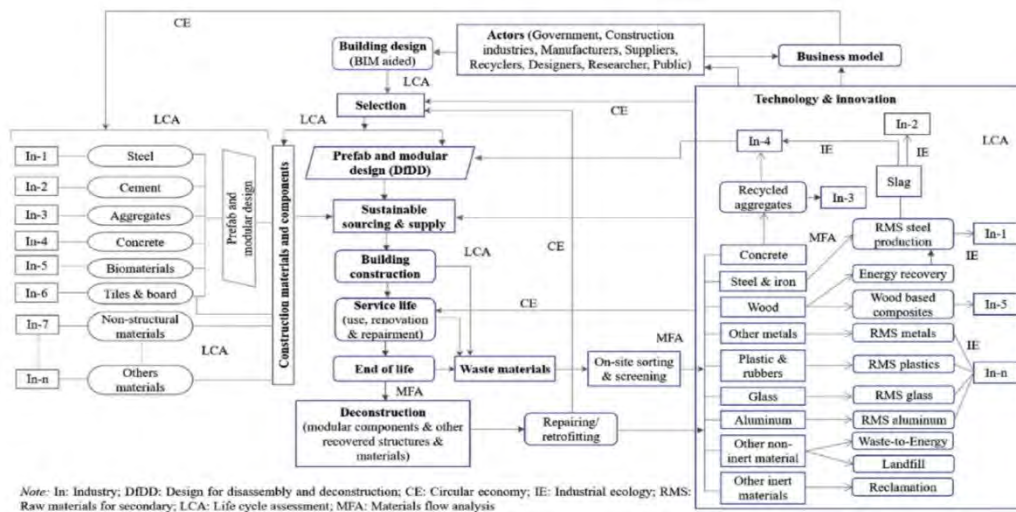 CE
Building design
(BIM aided)
Actors (Government, Construction
industries, Manufacturers, Suppliers,
Recyclers, Designers, Researcher, Public)
Business model
LCA
Selection
CE
LCA
LCA
LCA
In-1
Steel
In-2
Cement
In-3
Aggregates
In-4
Concrete
In-5
Biomaterials
In-6
Tiles & board
In-7
Non-structural
materials
LCA
In-n
Others
materials
Prefab and
modular design
Construction materials and components
Prefab and modular
design (DfDD)
Sustainable
sourcing & supply
Building
construction
LCA
CE
Service life
(use, renovation
& repairment)
CE
End of life
Waste materials
On-site sorting
& screening
MFA
MFA
Deconstruction
(modular components & other
recovered structures &
materials)
Repairing/
retrofitting
Technology & innovation
LCA
In-2
In-4
IE
IE
Slag
Recycled
aggregates
In-3
MFA
RMS steel
production
In-1
IE
Concrete
Steel & iron
Energy recovery
Wood
Wood based
composites
In-5
Other metals
RMS metals
IE
Plastic &
rubbers
RMS plastics
In-n
Glass
RMS glass
Aluminum
RMS aluminum
Other non-
inert material
Waste-to-Energy
Landfill
Other inert
materials
Reclamation
Note: In: Industry; DfDD: Design for disassembly and deconstruction; CE: Circular economy; IE: Industrial ecology; RMS:
Raw materials for secondary; LCA: Life cycle assessment; MFA: Materials flow analysis